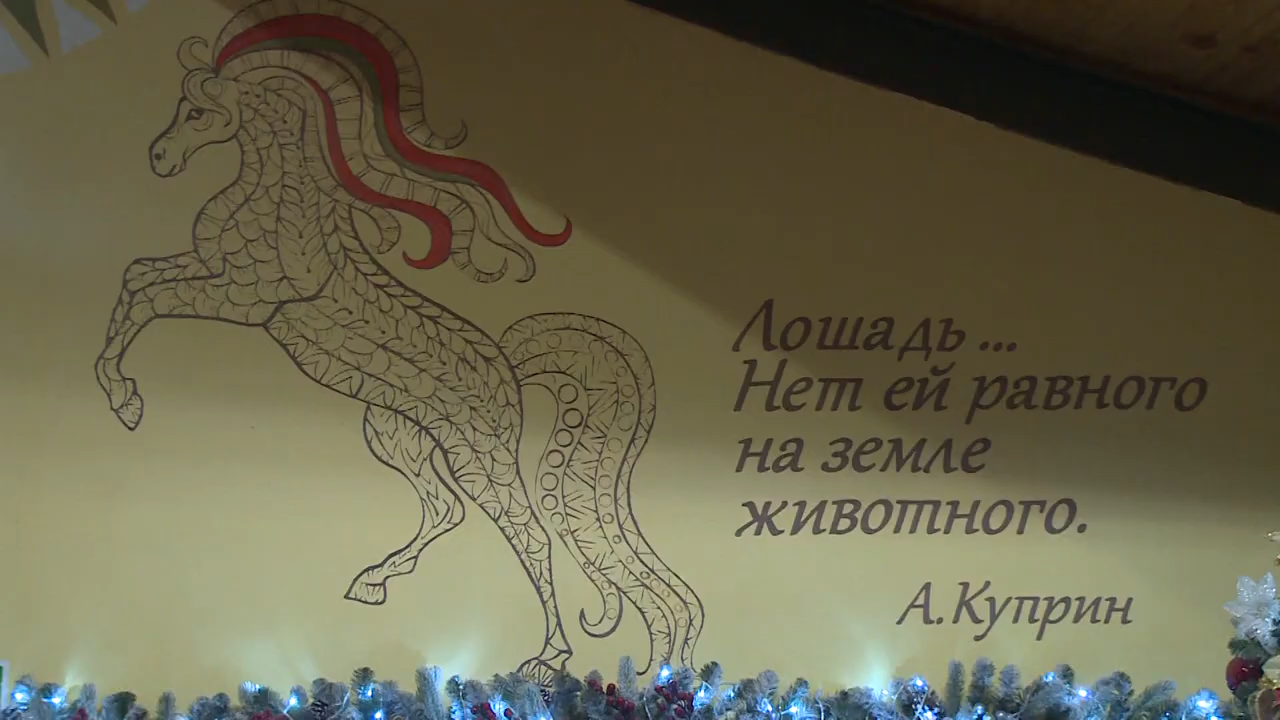 Лошадь ...
Нет ей равного
на земле
животного.
А.Куприн